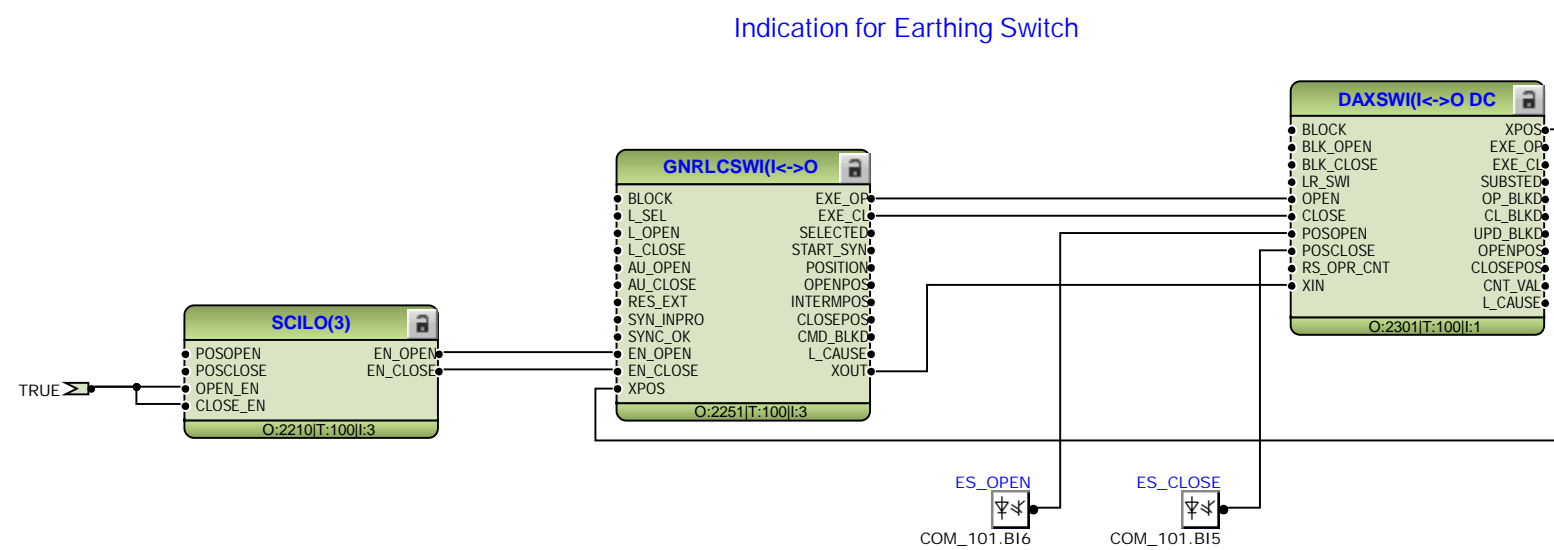 Indication for Earthing Switch
DAXSWI(I<->O DC
BLOCK XPOS
BLK_OPEN EXE_OP
BLK_CLOSE EXE_CL
LR_SWI SUBSTED
OPEN OP_BLKD
CLOSE CL_BLKD
POSOPEN UPD_BLKD
POSCLOSE OPENPOS
RS_OPR_CNT CLOSEPOS
XIN CNT_VAL
L_CAUSE
O:2301|T:100|I:1
GNRLCSWI(I<->O
BLOCK EXE_OP
L_SEL EXE_CL
L_OPEN SELECTED
L_CLOSE START_SYN
AU_OPEN POSITION
AU_CLOSE OPENPOS
RES_EXT INTERMPOS
SYN_INPRO CLOSEPOS
SYNC_OK CMD_BLKD
EN_OPEN L_CAUSE
EN_CLOSE XOUT
XPOS
O:2251|T:100|I:3
SCILO(3)
POSOPEN EN_OPEN
POSCLOSE EN_CLOSE
OPEN_EN
CLOSE_EN
O:2210|T:100|I:3
TRUE
ES_OPEN
COM_101.BI6
ES_CLOSE
COM_101.BI5